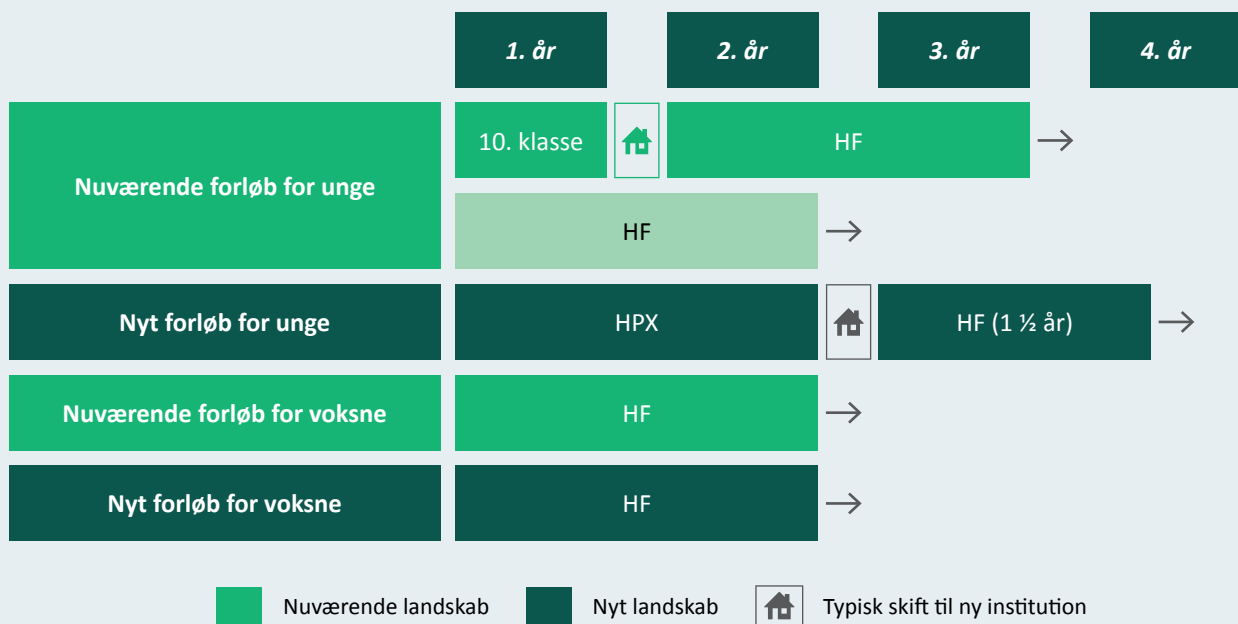 1. år
2. år
3. år
4. år
Nuværende forløb for unge
10. klasse
HF
HF
Nyt forløb for unge
HPX
HF (1 ½ år)
Nuværende forløb for voksne
HF
Nyt forløb for voksne
HF
Nuværende landskab
Nyt landskab
Typisk skift til ny institution